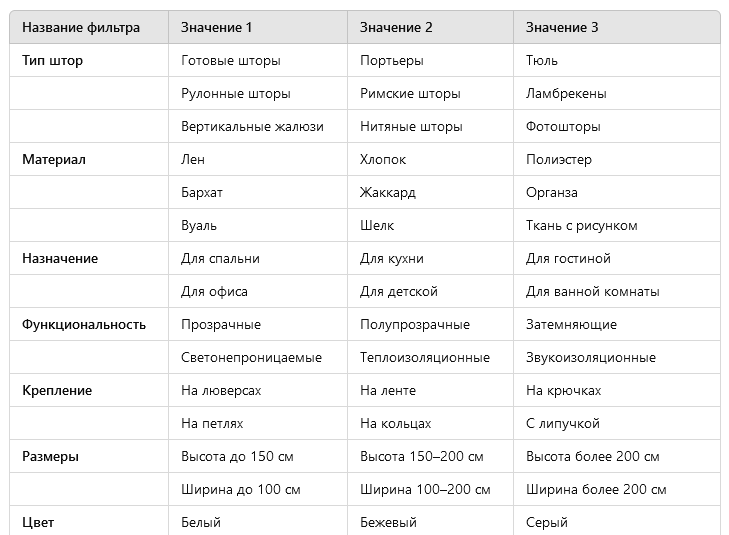 Название фильтра Значение 1 Значение 2 Значение 3
Тип штор Готовые шторы Портьеры Тюль
Рулонные шторы Римские шторы Ламбрекены
Вертикальные жалюзи Нитяные шторы Фотошторы
Материал Лен Хлопок Полиэстер
Бархат Жаккард Органза
Вуаль Шелк Ткань с рисунком
Назначение Для спальни Для кухни Для гостиной
Для офиса Для детской Для ванной комнаты
Функциональность Прозрачные Полупрозрачные Затемняющие
Светонепроницаемые Теплоизоляционные Звукоизоляционные
Крепление На люверсах На ленте На крючках
На петлях На кольцах С липучкой
Размеры Высота до 150 см Высота 150–200 см Высота более 200 см
Ширина до 100 см Ширина 100–200 см Ширина более 200 см
Цвет Белый Бежевый Серый